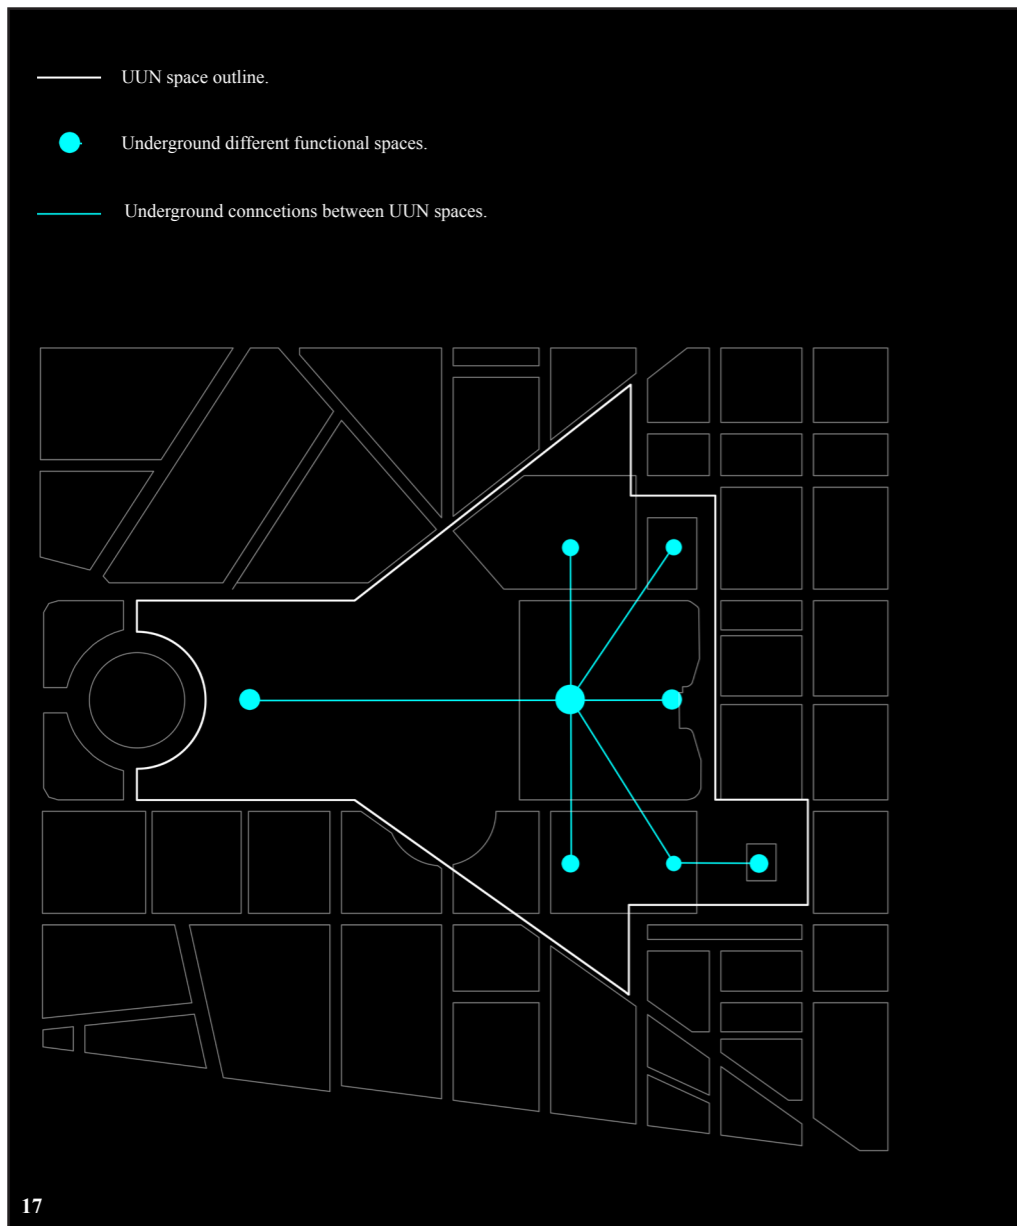 UUN space outline.
Underground different functional spaces.
Underground conncetions between UUN spaces.
17